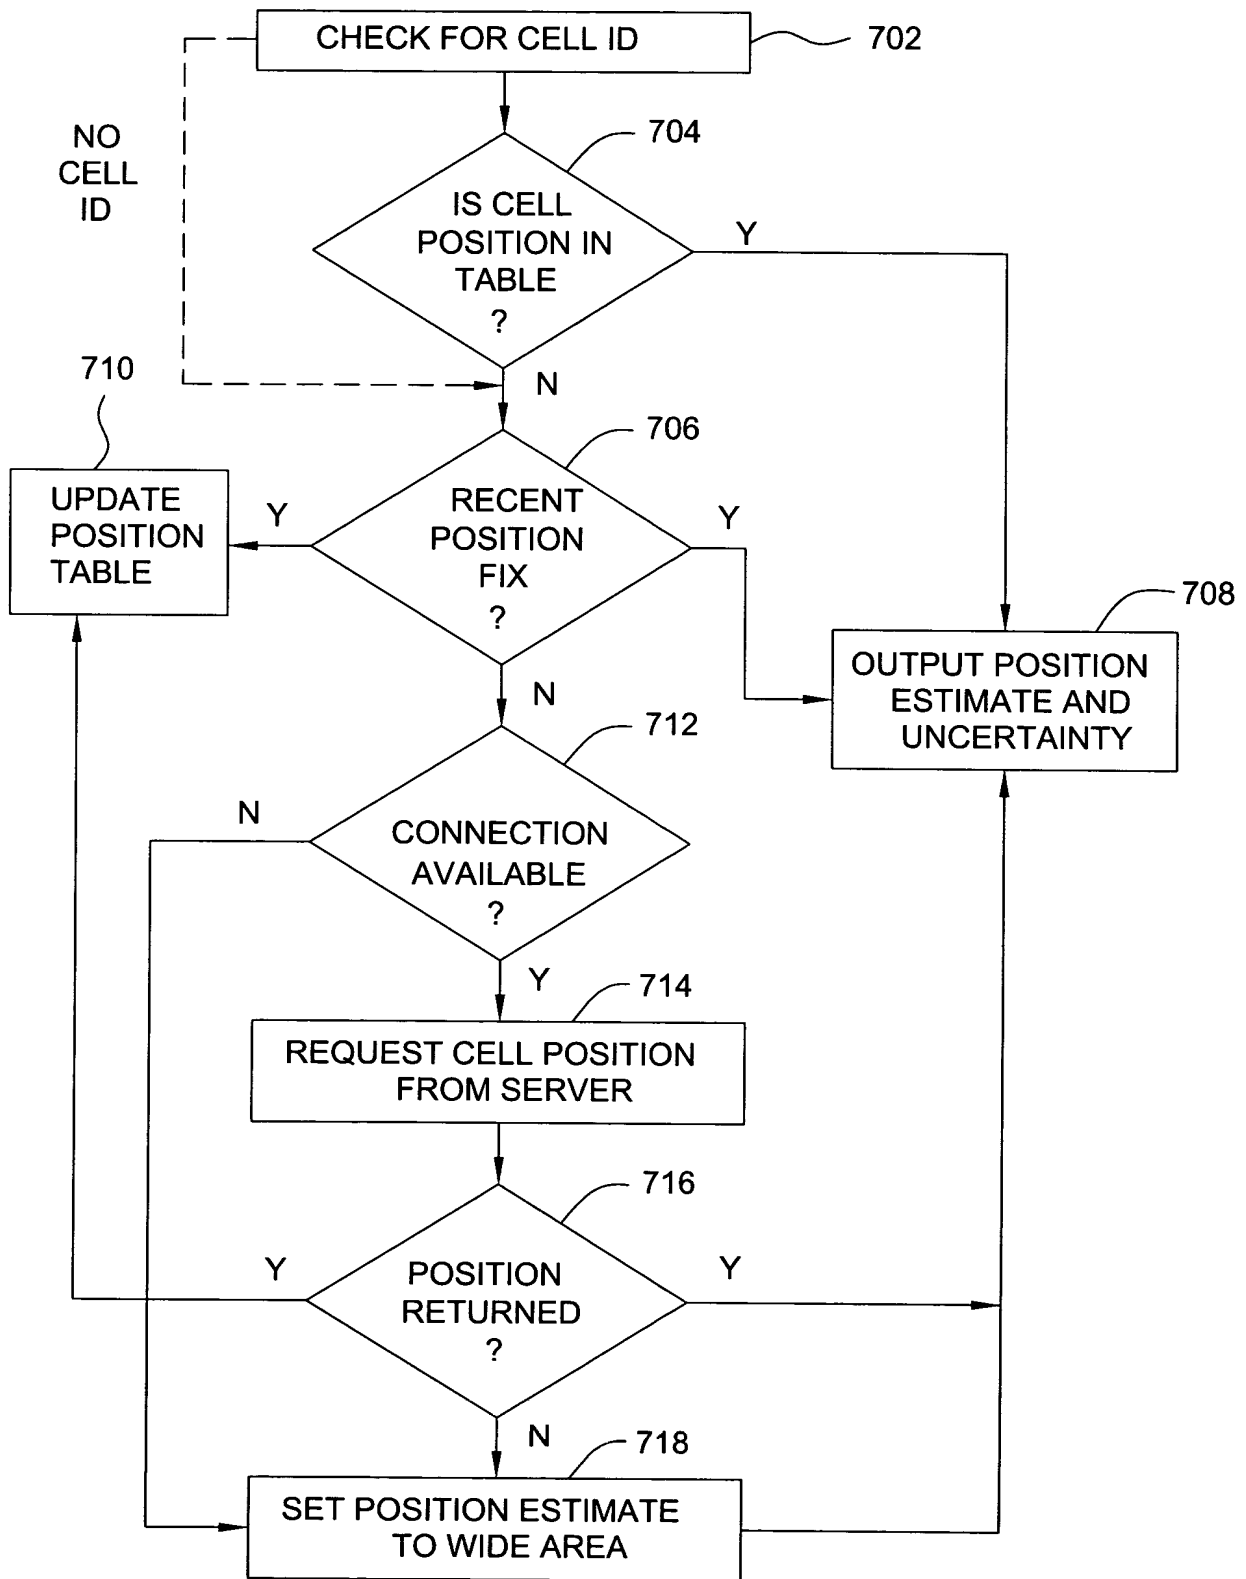 CHECK FOR CELL ID
702
NO
CELL
ID
704
IS CELL
POSITION IN
TABLE
?
Y
N
710
706
UPDATE
POSITION
TABLE
Y
RECENT
POSITION
FIX
?
Y
708
OUTPUT POSITION
ESTIMATE AND
UNCERTAINTY
N
712
N
CONNECTION
AVAILABLE
?
Y
714
REQUEST CELL POSITION
FROM SERVER
716
Y
POSITION
RETURNED
?
Y
N
718
SET POSITION ESTIMATE
TO WIDE AREA